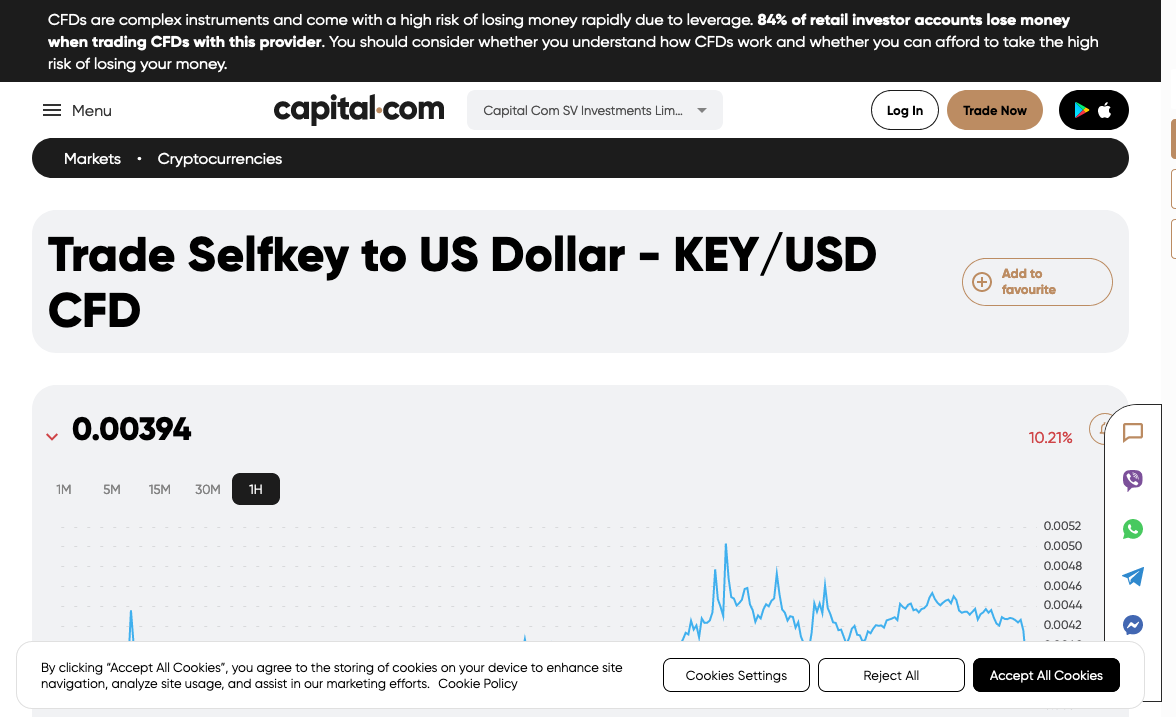 CFDs are complex instruments and come with a high risk of losing money rapidly due to leverage. 84% of retail investor accounts lose money
when trading CFDs with this provider. You should consider whether you understand how CFDs work and whether you can afford to take the high
risk of losing your money.
Menu
capital.com
Capital Com SV Investments Lim...
Log In
Trade Now
Markets • Cryptocurrencies
Trade Selfkey to US Dollar - KEY/USD
CFD
Add to
favourite
0.00394
10.21%
1M 5M 15M 30M 1H
0.0052
0.0050
0.0048
0.0046
0.0044
0.0042
By clicking “Accept All Cookies”, you agree to the storing of cookies on your device to enhance site
navigation, analyze site usage, and assist in our marketing efforts. Cookie Policy
Cookies Settings
Reject All
Accept All Cookies